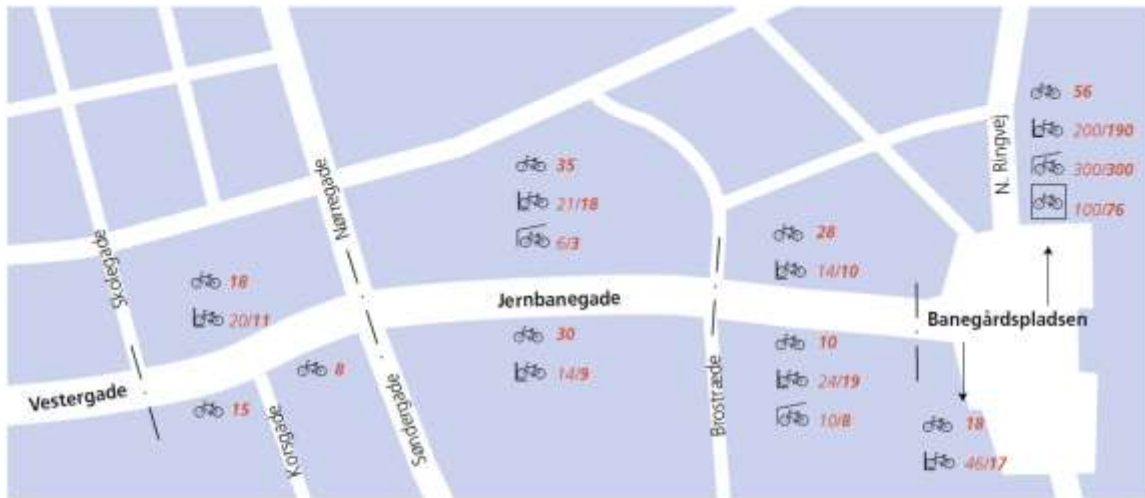 56
200/190
300/300
100/76
N. Ringvej
35
21/18
6/3
Nørregade
28
14/10
Skolegade
18
20/11
Jernbanegade
Banegårdspladsen
30
14/9
10
24/19
10/8
8
Vestergade
15
Korsgade
Søndergade
Brostræde
18
46/17